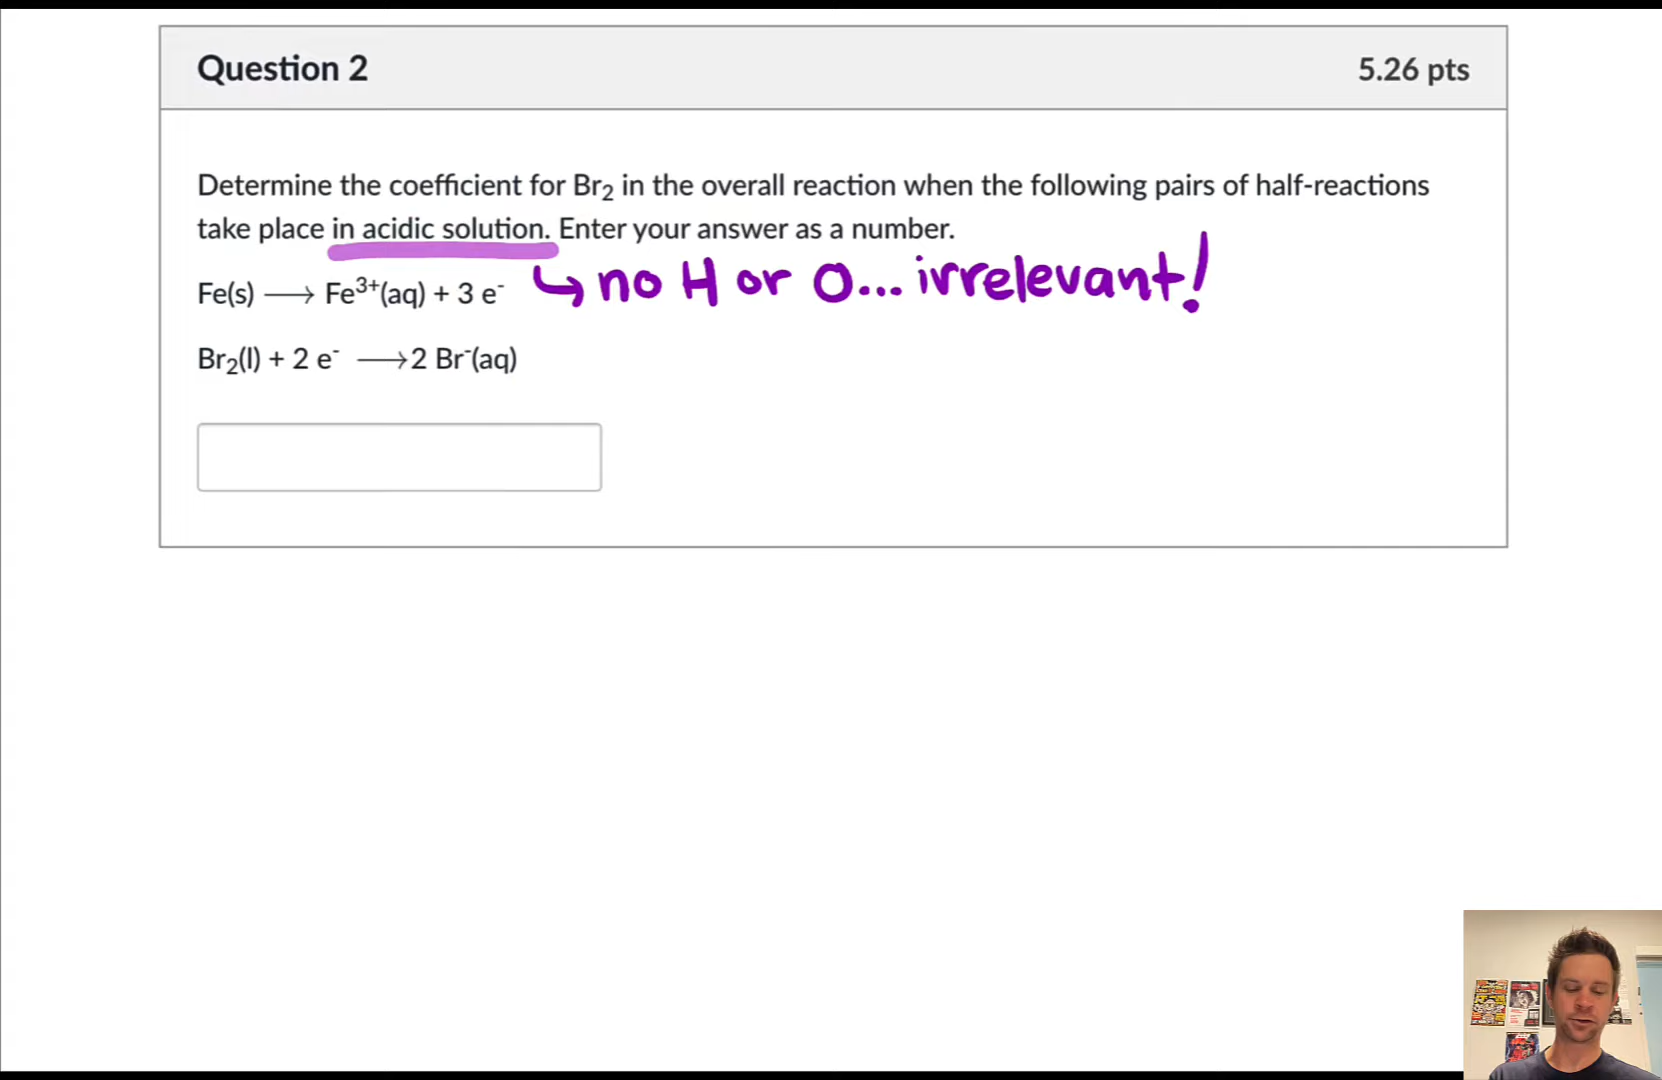 Question 2
5.26 pts
Determine the coefficient for Br₂ in the overall reaction when the following pairs of half-reactions
take place in acidic solution. Enter your answer as a number.
↳ no H or O... irrelevant!
Fe(s) ⟶ Fe³⁺(aq) + 3 e⁻
Br₂(l) + 2 e⁻ ⟶2 Br⁻(aq)